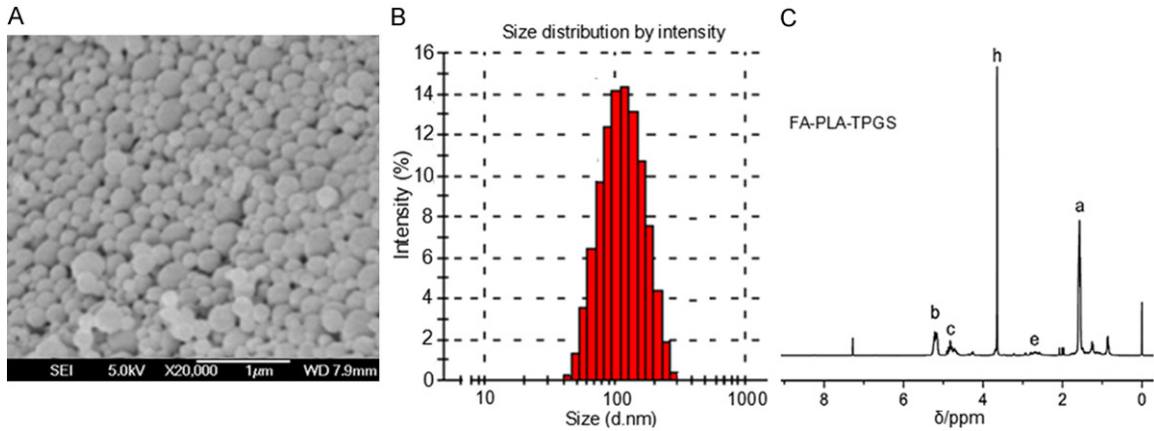 A
SEI 5.0kV X20,000 1μm WD 7.9mm
B
Size distribution by intensity
Intensity (%)
16
14
12
10
8
6
4
2
0
10 100 1000
Size (d.nm)
C
h
FA-PLA-TPGS
a
b
c
e
8 6 4 2 0
δ/ppm